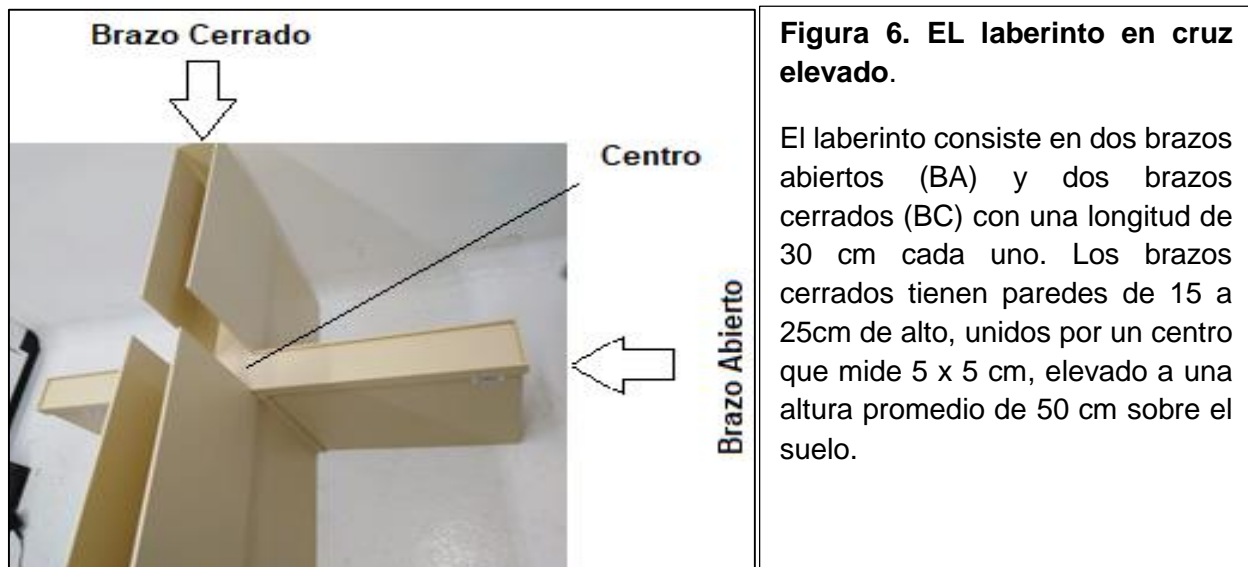 Brazo Cerrado
Centro
Brazo Abierto
Figura 6. EL laberinto en cruz
elevado.
El laberinto consiste en dos brazos
abiertos (BA) y dos brazos
cerrados (BC) con una longitud de
30 cm cada uno. Los brazos
cerrados tienen paredes de 15 a
25cm de alto, unidos por un centro
que mide 5 x 5 cm, elevado a una
altura promedio de 50 cm sobre el
suelo.